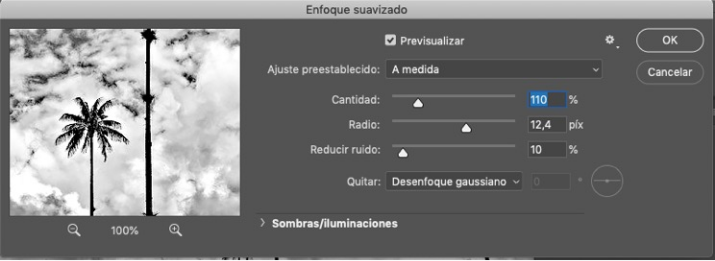 Enfoque suavizado
Previsualizar
OK
Ajuste preestablecido: A medida
Cancelar
Cantidad: 110 %
Radio: 12,4 píx
Reducir ruido: 10 %
Quitar: Desenfoque gaussiano 0 °
100%
Sombras/iluminaciones